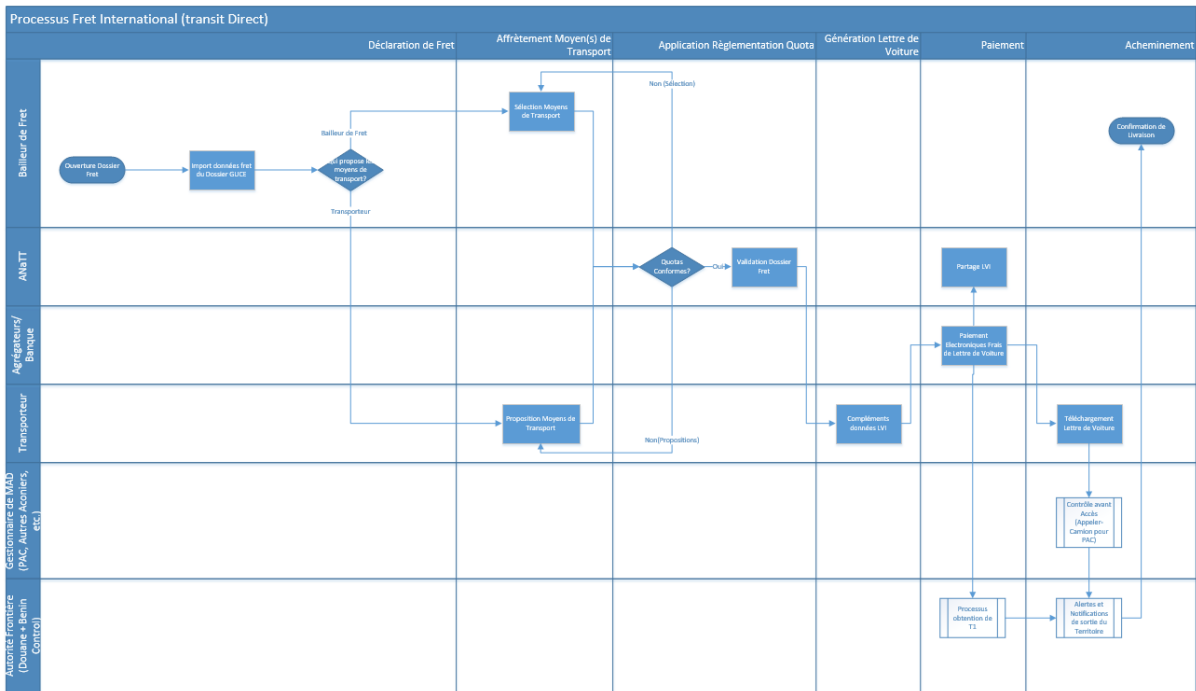 Processus Fret International (transit Direct)
Déclaration de Fret
Affrètement Moyen(s) de
Transport
Application Règlementation Quota
Génération Lettre de
Voiture
Paiement
Acheminement
Bailleur de Fret
Ouverture Dossier
Fret
Import données fret
du Dossier GUCE
Qui propose les
moyens de
transport?
Bailleur de Fret
Transporteur
Sélection Moyens
de Transport
Non (Sélection)
Confirmation de
Livraison
ANaTT
Quotas
Conformes?
Oui
Validation Dossier
Fret
Partage LVI
Agrégateurs/
Banque
Paiement
Electroniques Frais
de Lettre de Voiture
Transporteur
Proposition Moyens de
Transport
Non(Propositions)
Compléments
données LVI
Téléchargement
Lettre de Voiture
Gestionnaire de MAD
(PAC, Autres Aconiers,
etc.)
Contrôle avant
Accès
(Appeler-
Camion pour
PAC)
Autorité Frontière
(Douane + Benin
Control)
Processus
obtention de
T1
Alertes et
Notifications
de sortie du
Territoire